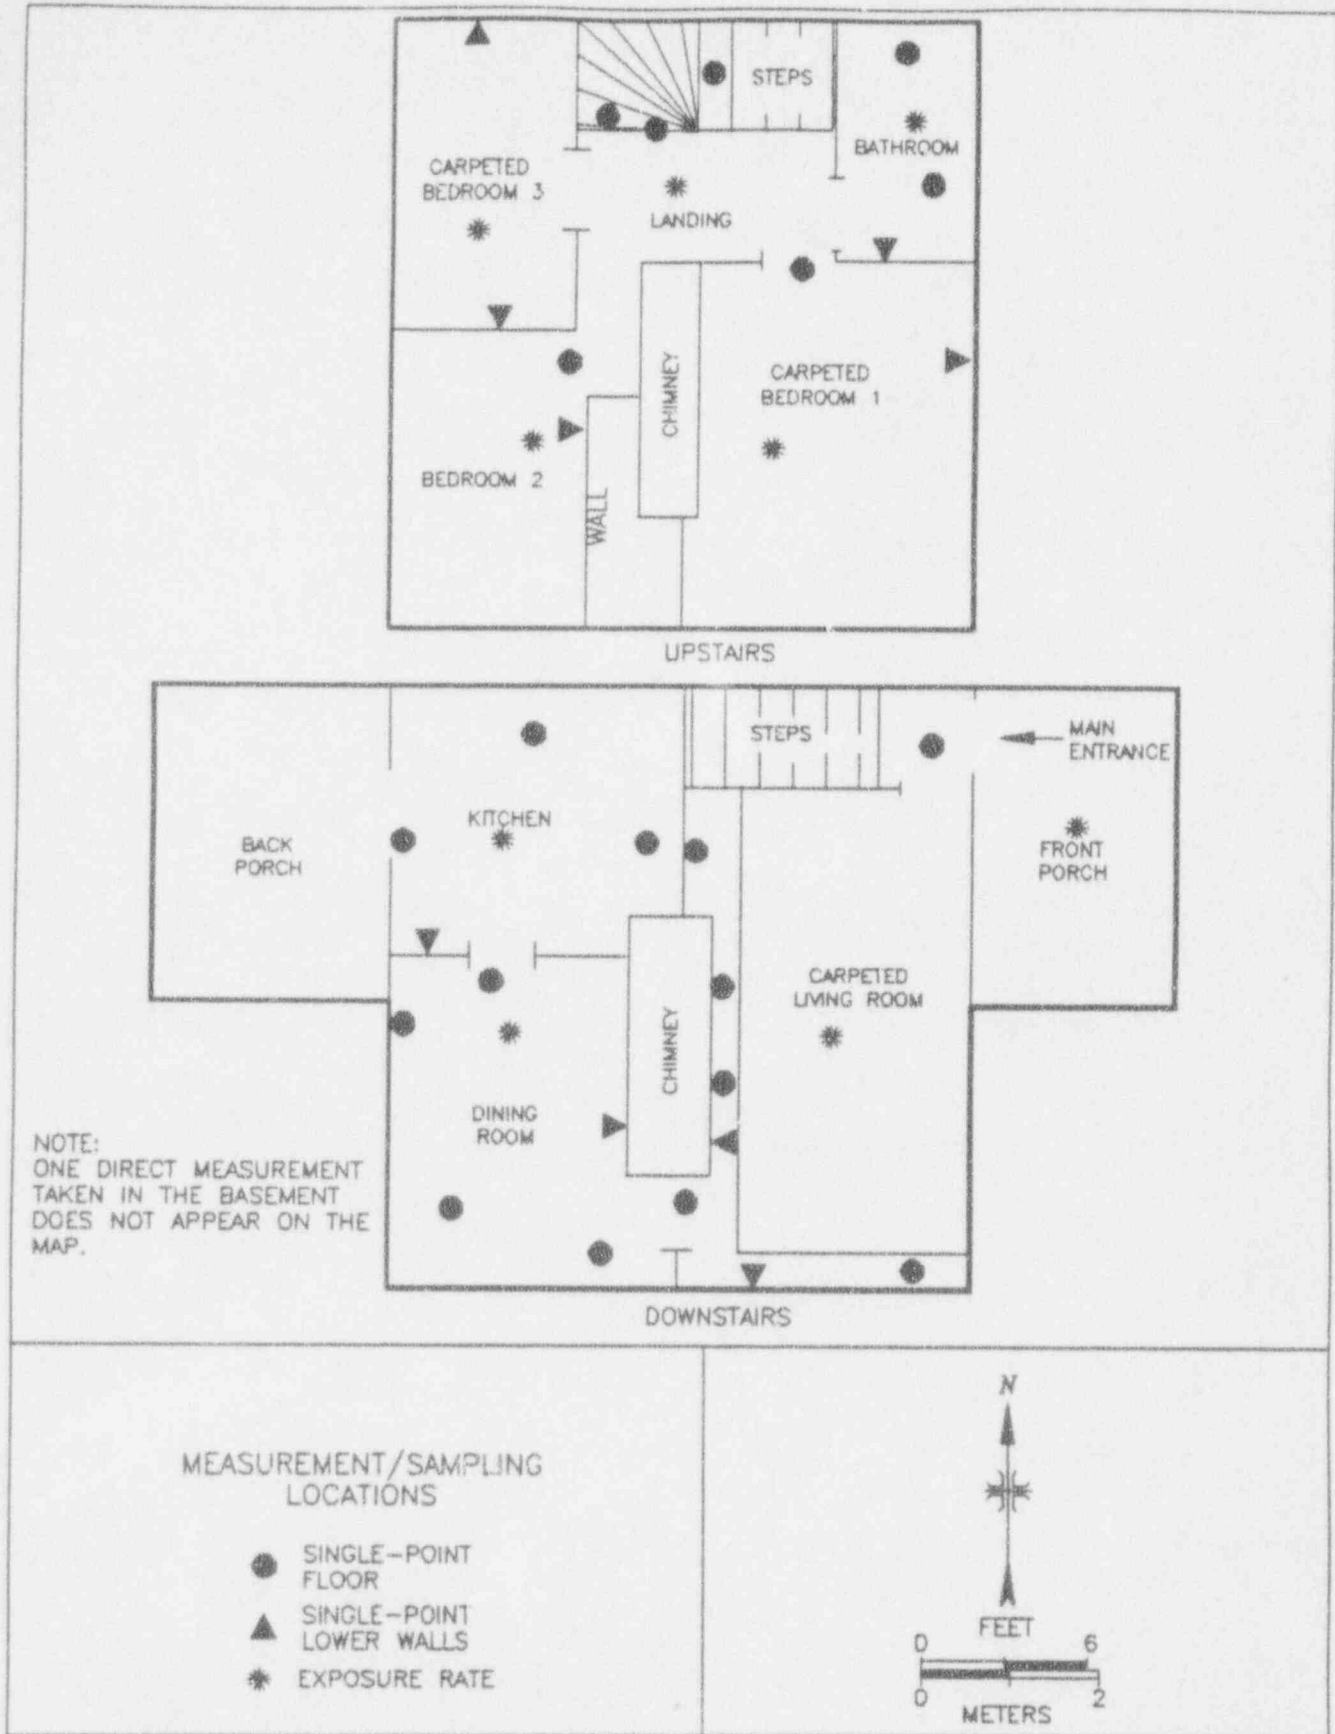 STEPS
BATHROOM
CARPETED
BEDROOM 3
LANDING
CHIMNEY
CARPETED
BEDROOM 1
BEDROOM 2
WALL
UPSTAIRS
STEPS
MAIN
ENTRANCE
KITCHEN
BACK
PORCH
FRONT
PORCH
CARPETED
LIVING ROOM
CHIMNEY
DINING
ROOM
NOTE:
ONE DIRECT MEASUREMENT
TAKEN IN THE BASEMENT
DOES NOT APPEAR ON THE
MAP.
DOWNSTAIRS
MEASUREMENT/SAMPLING
LOCATIONS
SINGLE-POINT
FLOOR
SINGLE-POINT
LOWER WALLS
EXPOSURE RATE
N
FEET
0 6
0 2
METERS